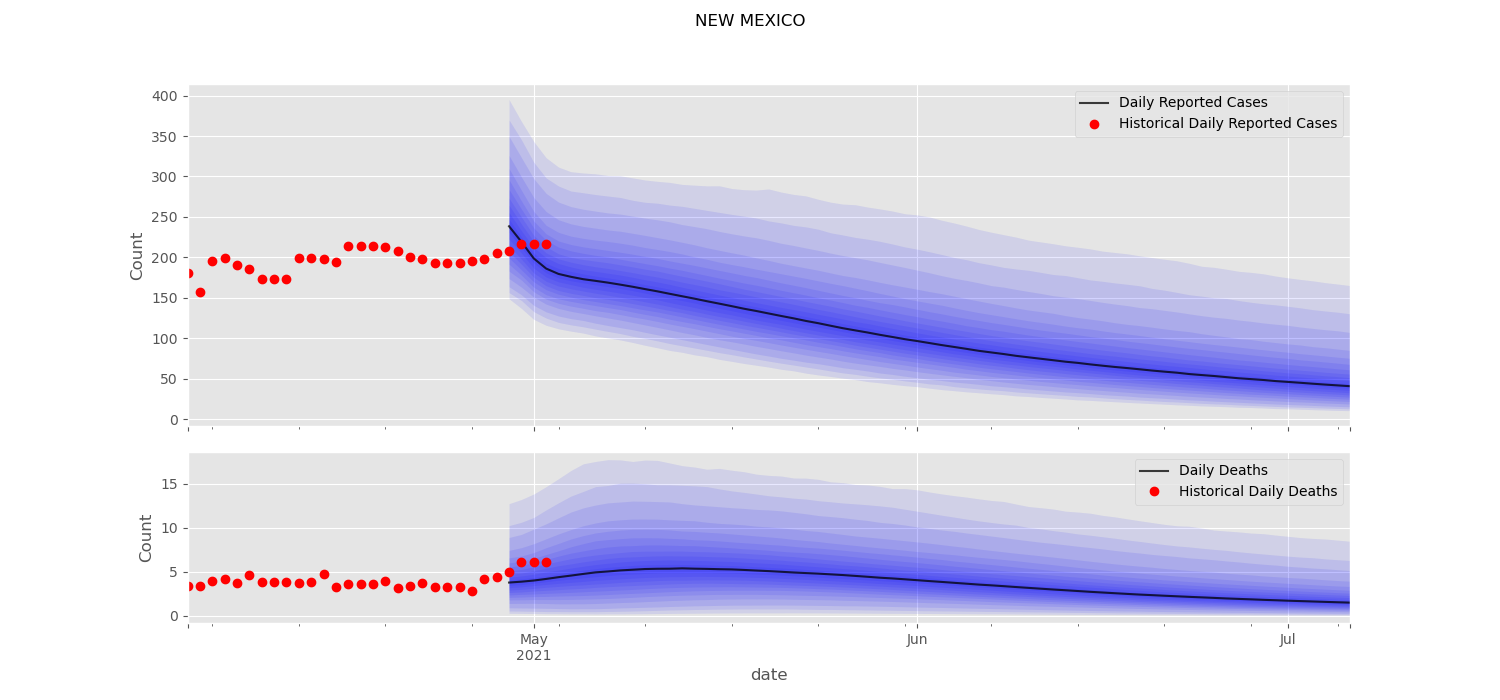 NEW MEXICO
400
350
300
250
200
150
100
50
0
Count
Daily Reported Cases
Historical Daily Reported Cases
15
10
5
0
Count
Daily Deaths
Historical Daily Deaths
May
2021
Jun
Jul
date